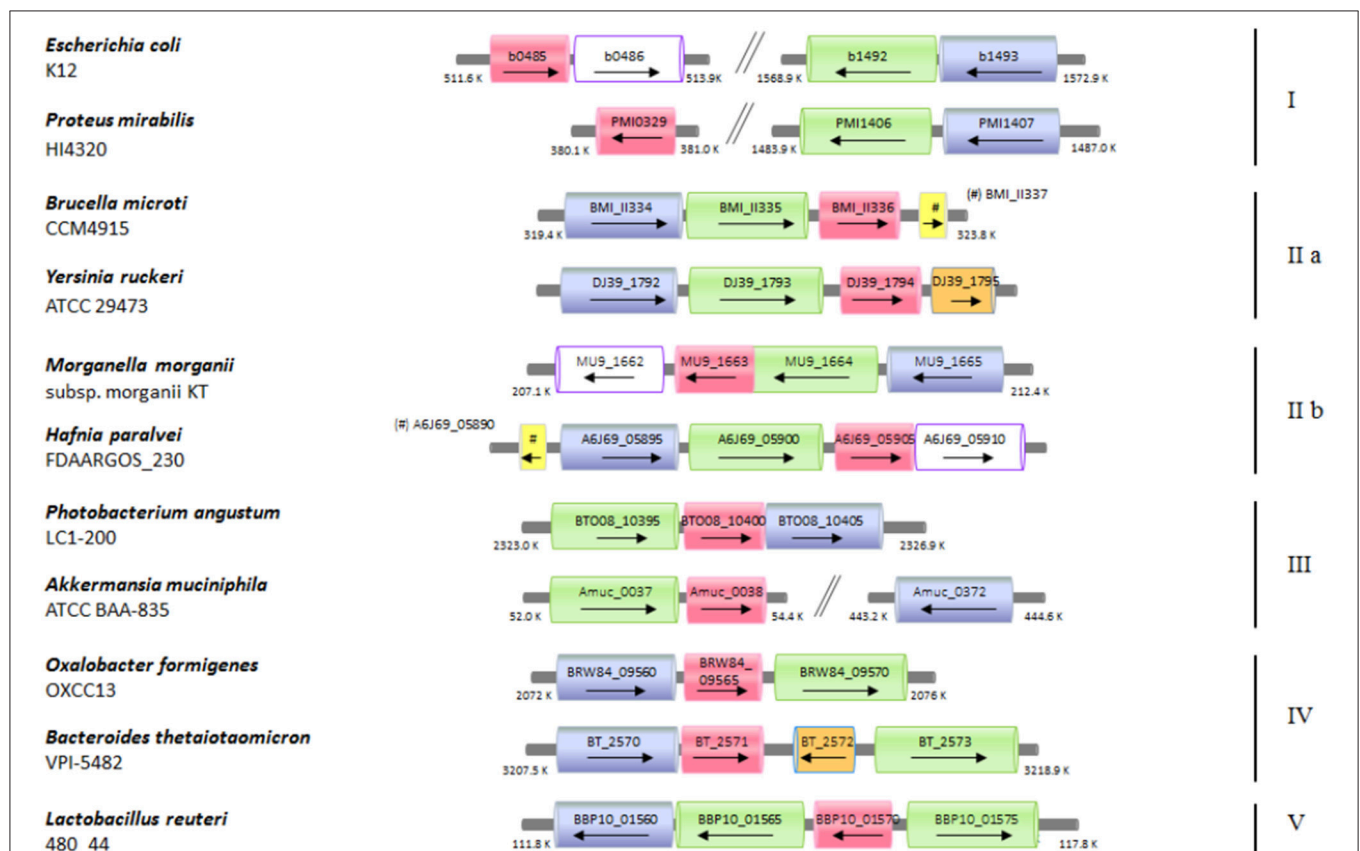 Escherichia coli
K12
b0485
b0486
b1492
b1493
511.6 K
513.9K
1568.9 K
1572.9 K
I
Proteus mirabilis
HI4320
PMI0329
PMI1406
PMI1407
380.1 K
381.0 K
1483.9 K
1487.0 K
Brucella microti
CCM4915
BMI_II334
BMI_II335
BMI_II336
#
(#) BMI_II337
319.4 K
323.8 K
II a
Yersinia ruckeri
ATCC 29473
DJ39_1792
DJ39_1793
DJ39_1794
DJ39_1795
Morganella morganii
subsp. morganii KT
MU9_1662
MU9_1663
MU9_1664
MU9_1665
207.1 K
212.4 K
II b
Hafnia paralvei
FDAARGOS_230
(#) A6J69_05890
#
A6J69_05895
A6J69_05900
A6J69_05905
A6J69_05910
Photobacterium angustum
LC1-200
BTO08_10395
BTO08_10400
BTO08_10405
2323.0 K
2326.9 K
III
Akkermansia muciniphila
ATCC BAA-835
Amuc_0037
Amuc_0038
Amuc_0372
52.0 K
54.4 K
443.2 K
444.6 K
Oxalobacter formigenes
OXCC13
BRW84_09560
BRW84_
09565
BRW84_09570
2072 K
2076 K
IV
Bacteroides thetaiotaomicron
VPI-5482
BT_2570
BT_2571
BT_2572
BT_2573
3207.5 K
3218.9 K
Lactobacillus reuteri
480_44
BBP10_01560
BBP10_01565
BBP10_01570
BBP10_01575
111.8 K
117.8 K
V